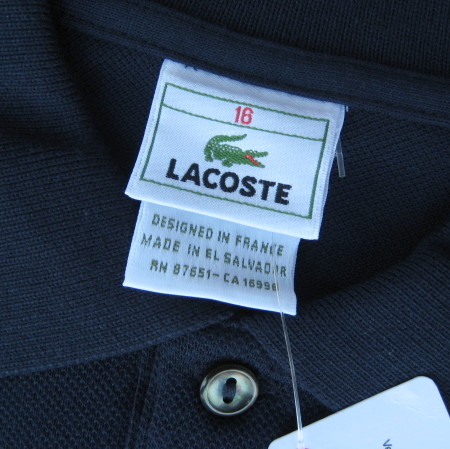 16
LACOSTE
DESIGNED IN FRANCE
MADE IN EL SALVADOR
RN 87651-CA 16996